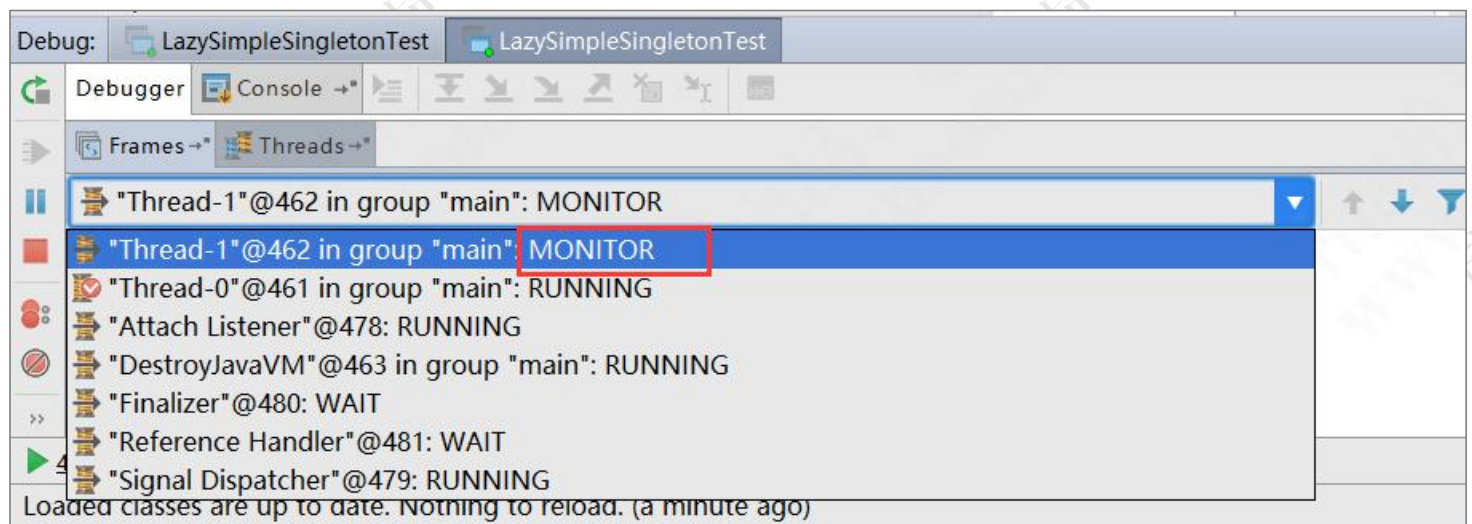 Debug: LazySimpleSingletonTest LazySimpleSingletonTest
Debugger Console
Frames Threads
"Thread-1"@462 in group "main": MONITOR
"Thread-1"@462 in group "main": MONITOR
"Thread-0"@461 in group "main": RUNNING
"Attach Listener"@478: RUNNING
"DestroyJavaVM"@463 in group "main": RUNNING
"Finalizer"@480: WAIT
"Reference Handler"@481: WAIT
"Signal Dispatcher"@479: RUNNING
Loaded classes are up to date. Nothing to reload. (a minute ago)